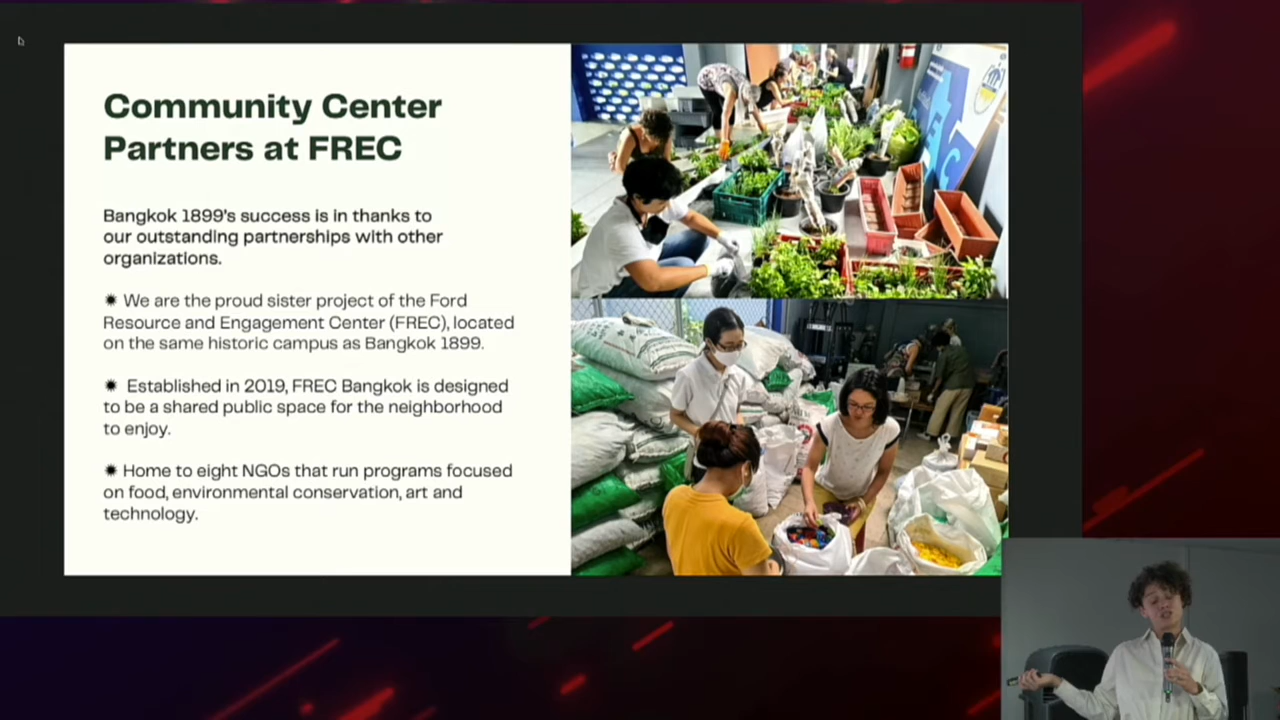 Community Center
Partners at FREC
Bangkok 1899's success is in thanks to
our outstanding partnerships with other
organizations.
✹ We are the proud sister project of the Ford
Resource and Engagement Center (FREC), located
on the same historic campus as Bangkok 1899.
✹ Established in 2019, FREC Bangkok is designed
to be a shared public space for the neighborhood
to enjoy.
✹ Home to eight NGOs that run programs focused
on food, environmental conservation, art and
technology.